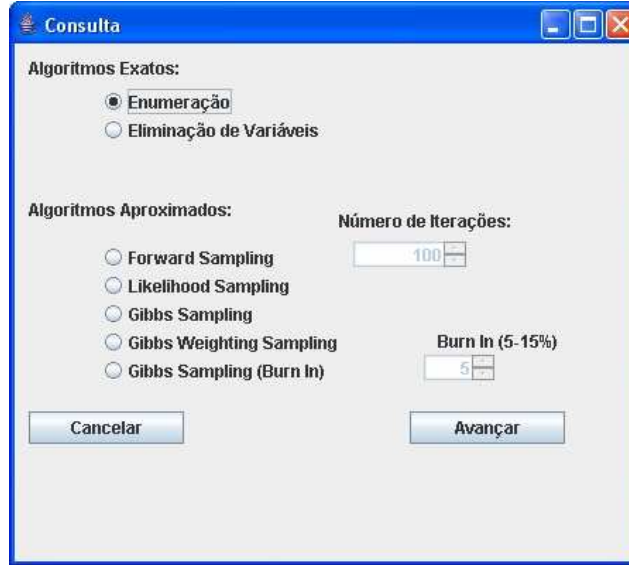 Consulta
Algoritmos Exatos:
Enumeração
Eliminação de Variáveis
Algoritmos Aproximados:
Número de Iterações:
Forward Sampling
100
Likelihood Sampling
Gibbs Sampling
Gibbs Weighting Sampling
Burn In (5-15%)
Gibbs Sampling (Burn In)
5
Cancelar
Avançar